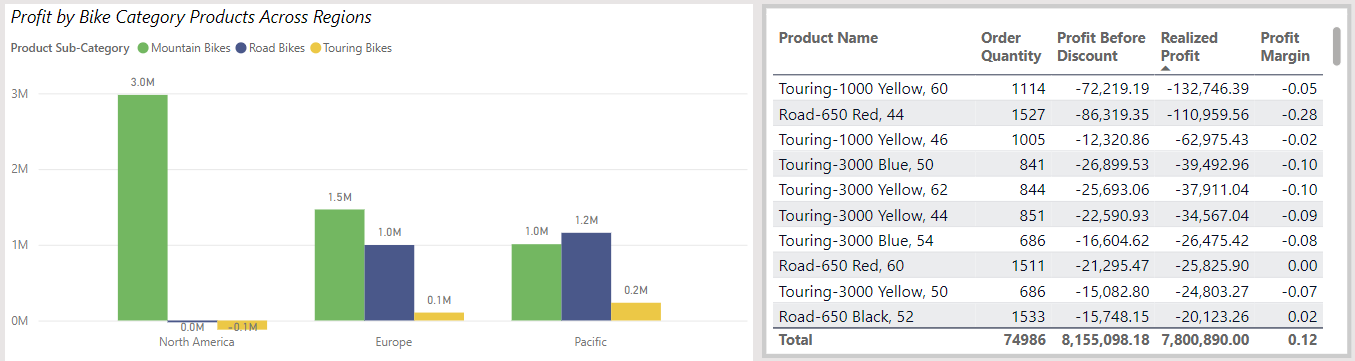 Profit by Bike Category Products Across Regions
Product Sub-Category Mountain Bikes Road Bikes Touring Bikes
3M
2M
1M
0M
3.0M
0.0M
-0.1M
1.5M
1.0M
0.1M
1.0M
1.2M
0.2M
North America Europe Pacific
Product Name Order Quantity Profit Before Discount Realized Profit Profit Margin
Touring-1000 Yellow, 60 1114 -72,219.19 -132,746.39 -0.05
Road-650 Red, 44 1527 -86,319.35 -110,959.56 -0.28
Touring-1000 Yellow, 46 1005 -12,320.86 -62,975.43 -0.02
Touring-3000 Blue, 50 841 -26,899.53 -39,492.96 -0.10
Touring-3000 Yellow, 62 844 -25,693.06 -37,911.04 -0.10
Touring-3000 Yellow, 44 851 -22,590.93 -34,567.04 -0.09
Touring-3000 Blue, 54 686 -16,604.62 -26,475.42 -0.08
Road-650 Red, 60 1511 -21,295.47 -25,825.90 0.00
Touring-3000 Yellow, 50 686 -15,082.80 -24,803.27 -0.07
Road-650 Black, 52 1533 -15,748.15 -20,123.26 0.02
Total 74986 8,155,098.18 7,800,890.00 0.12